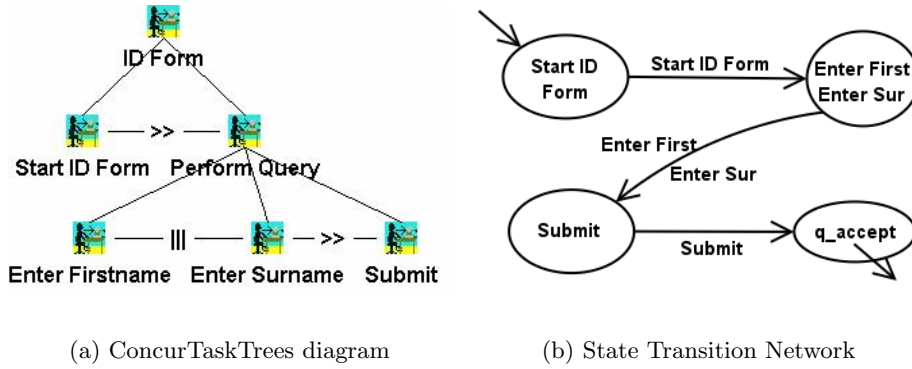 ID Form
Start ID Form >> Perform Query
Enter Firstname ||| Enter Surname >> Submit
(a) ConcurTaskTrees diagram
Start ID
Form
Start ID Form
Enter First
Enter Sur
Enter First
Enter Sur
Submit
Submit
q_accept
(b) State Transition Network